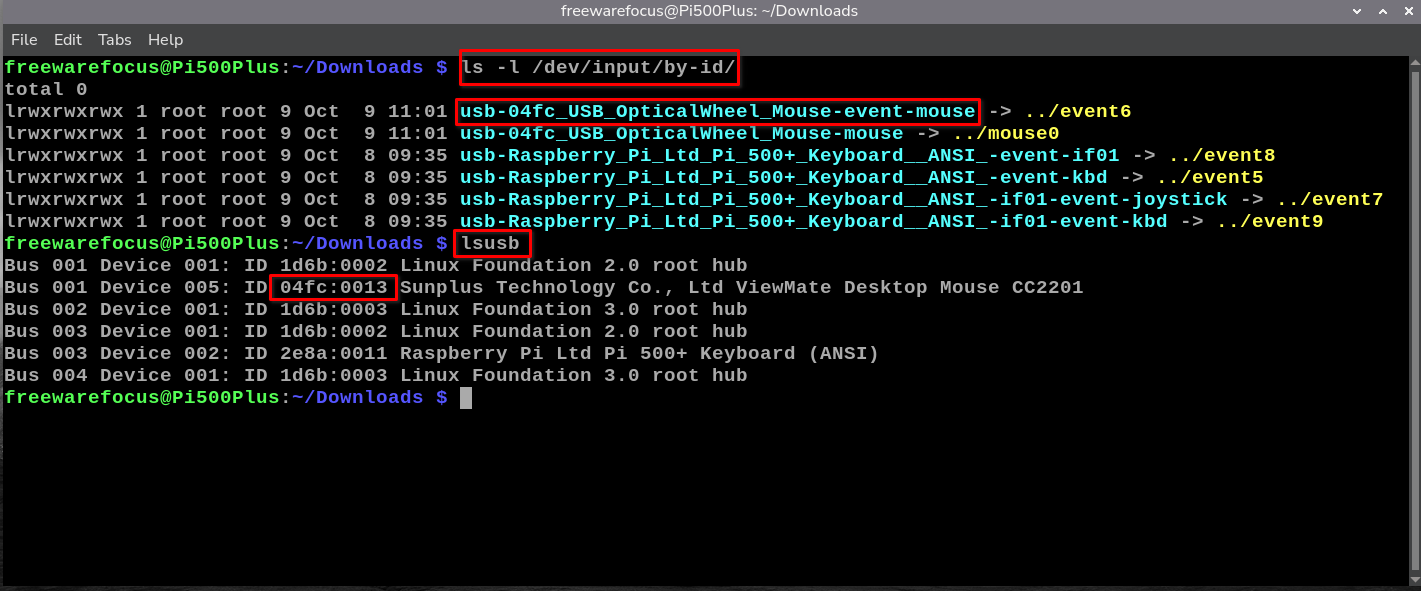 freewarefocus@Pi500Plus: ~/Downloads
File Edit Tabs Help
freewarefocus@Pi500Plus:~/Downloads $ ls -l /dev/input/by-id/
total 0
lrwxrwxrwx 1 root root 9 Oct  9 11:01 usb-04fc_USB_OpticalWheel_Mouse-event-mouse -> ../event6
lrwxrwxrwx 1 root root 9 Oct  9 11:01 usb-04fc_USB_OpticalWheel_Mouse-mouse -> ../mouse0
lrwxrwxrwx 1 root root 9 Oct  8 09:35 usb-Raspberry_Pi_Ltd_Pi_500+_Keyboard__ANSI_-event-if01 -> ../event8
lrwxrwxrwx 1 root root 9 Oct  8 09:35 usb-Raspberry_Pi_Ltd_Pi_500+_Keyboard__ANSI_-event-kbd -> ../event5
lrwxrwxrwx 1 root root 9 Oct  8 09:35 usb-Raspberry_Pi_Ltd_Pi_500+_Keyboard__ANSI_-if01-event-joystick -> ../event7
lrwxrwxrwx 1 root root 9 Oct  8 09:35 usb-Raspberry_Pi_Ltd_Pi_500+_Keyboard__ANSI_-if01-event-kbd -> ../event9
freewarefocus@Pi500Plus:~/Downloads $ lsusb
Bus 001 Device 001: ID 1d6b:0002 Linux Foundation 2.0 root hub
Bus 001 Device 005: ID 04fc:0013 Sunplus Technology Co., Ltd ViewMate Desktop Mouse CC2201
Bus 002 Device 001: ID 1d6b:0003 Linux Foundation 3.0 root hub
Bus 003 Device 001: ID 1d6b:0002 Linux Foundation 2.0 root hub
Bus 003 Device 002: ID 2e8a:0011 Raspberry Pi Ltd Pi 500+ Keyboard (ANSI)
Bus 004 Device 001: ID 1d6b:0003 Linux Foundation 3.0 root hub
freewarefocus@Pi500Plus:~/Downloads $